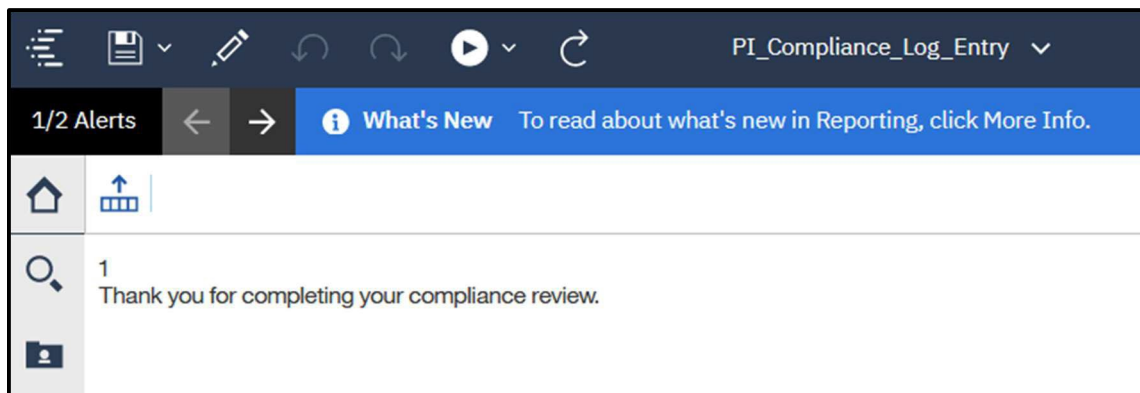 PI_Compliance_Log_Entry
1/2 Alerts What's New To read about what's new in Reporting, click More Info.
1
Thank you for completing your compliance review.